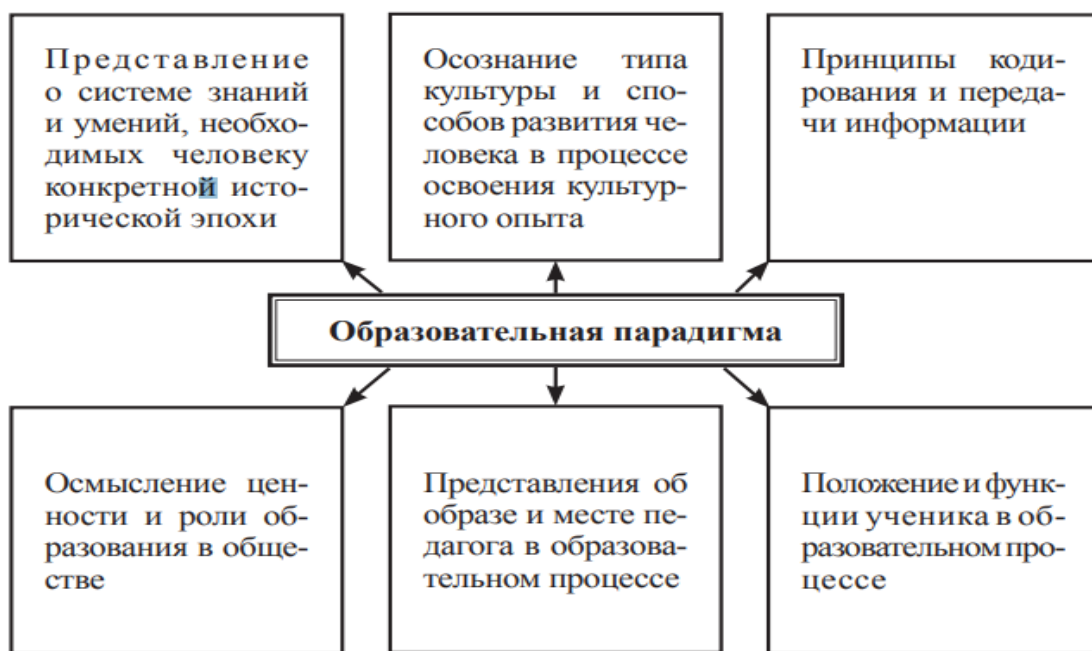 Представление
о системе знаний
и умений, необхо-
димых человеку
конкретной исто-
рической эпохи
Осознание типа
культуры и спо-
собов развития че-
ловека в процессе
освоения культур-
ного опыта
Принципы коди-
рования и переда-
чи информации
Образовательная парадигма
Осмысление цен-
ности и роли об-
разования в обще-
стве
Представления об
образе и месте пе-
дагога в образова-
тельном процессе
Положение и функ-
ции ученика в об-
разовательном про-
цессе